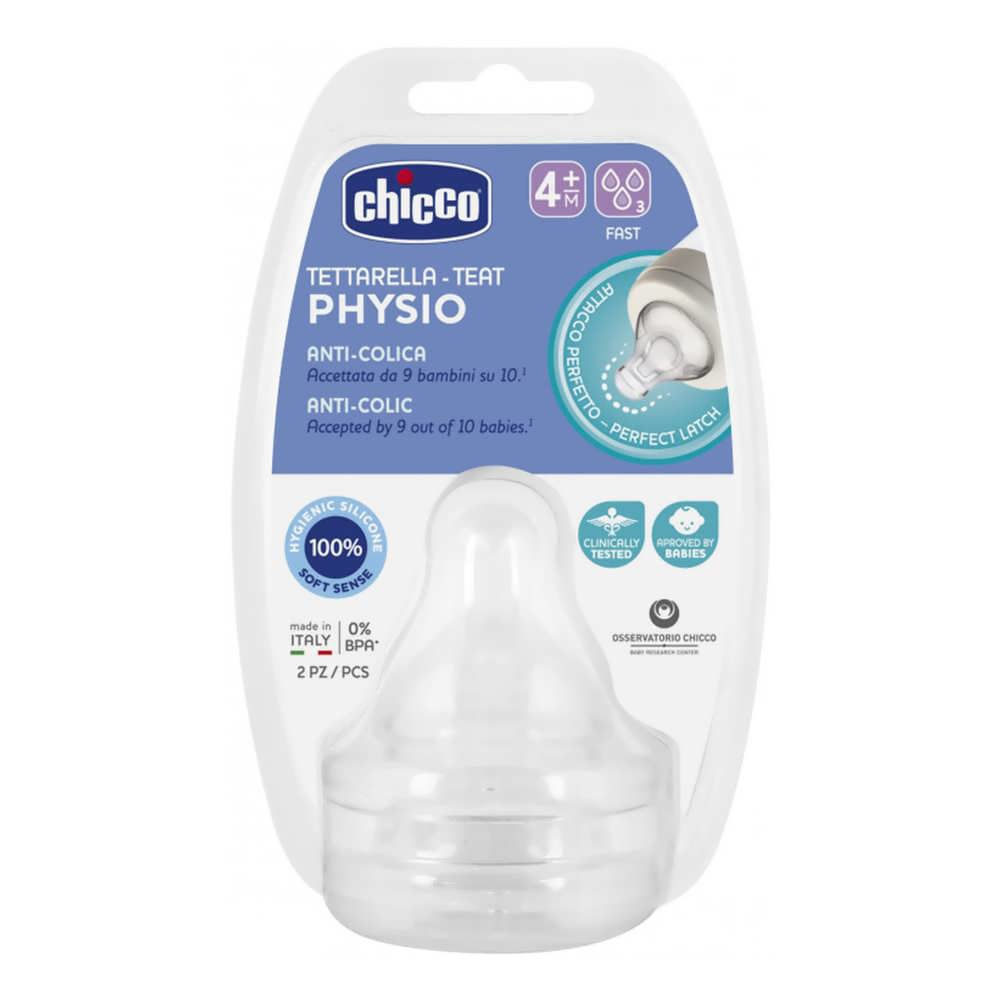 chicco
4+M
3
FAST
TETTARELLA - TEAT
PHYSIO
ANTI-COLICA
Accettata da 9 bambini su 10.¹
ANTI-COLIC
Accepted by 9 out of 10 babies.¹
ATTACCO PERFETTO - PERFECT LATCH
HYGIENIC SILICONE
100%
SOFT SENSE
CLINICALLY
TESTED
APROVED BY
BABIES
made in
ITALY
0%
BPA*
2 PZ / PCS
OSSERVATORIO CHICCO
BABY RESEARCH CENTER